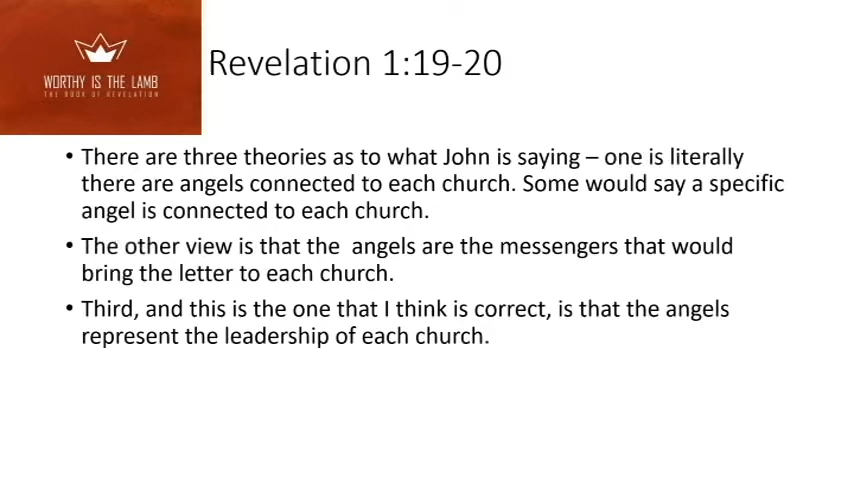 WORTHY IS THE LAMB
THE BOOK OF REVELATION
Revelation 1:19-20
• There are three theories as to what John is saying – one is literally
there are angels connected to each church. Some would say a specific
angel is connected to each church.
• The other view is that the  angels are the messengers that would
bring the letter to each church.
• Third, and this is the one that I think is correct, is that the angels
represent the leadership of each church.